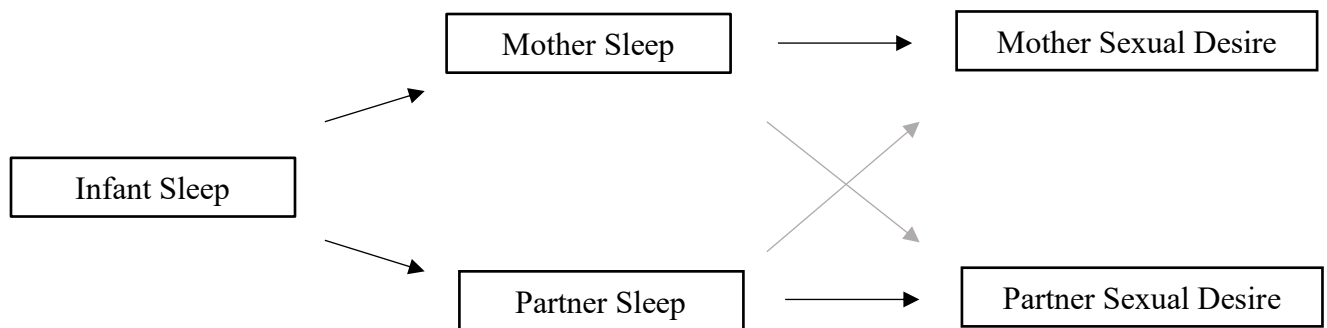 Mother Sleep
Mother Sexual Desire
Infant Sleep
Partner Sleep
Partner Sexual Desire